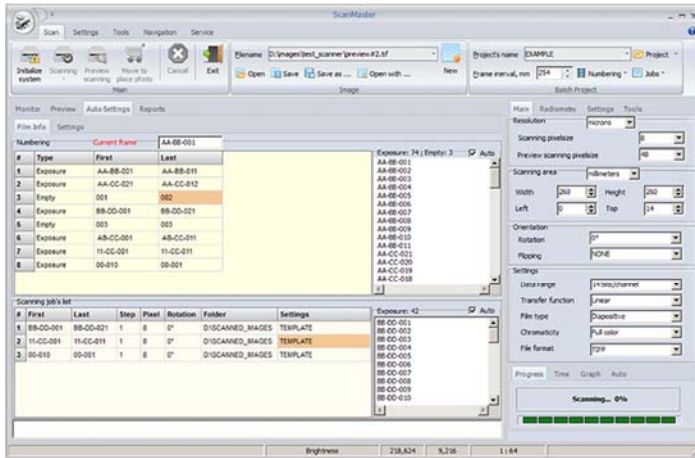 ScanMaster
Scan Settings Tools Navigation Service
Initialize system
Scanning
Preview scanning
Move to place photo
Cancel
Exit
Main
Filename D:\images\test_scanner\preview#2.tif
Open Save Save as ... Open with ...
New
Image
Project's name EXAMPLE Project
Frame inerval, mm 254 Numbering Jobs
Batch Project
Monitor Preview Auto Settings Reports
Film Info Settings
Numbering Current frame AA-BB-001
# Type First Last
1 Exposure AA-BB-001 AA-BB-011
2 Exposure AA-CC-021 AA-CC-012
3 Empty 001 002
4 Exposure BB-DD-001 BB-DD-021
5 Empty 003 003
6 Exposure AB-CC-001 AB-CC-011
7 Exposure 11-CC-001 11-CC-011
8 Exposure 00-010 00-001
Exposure: 74 ; Empty: 3 Auto
AA-BB-001
AA-BB-002
AA-BB-003
AA-BB-004
AA-BB-005
AA-BB-006
AA-BB-007
AA-BB-008
AA-BB-009
AA-BB-010
AA-BB-011
AA-CC-021
AA-CC-020
AA-CC-019
AA-CC-018
Scanning job's list
# First Last Step Pixel Rotation Folder Settings
1 BB-DD-001 BB-DD-021 1 8 0° D:\SCANNED_IMAGES TEMPLATE
2 11-CC-001 11-CC-011 1 8 0° D:\SCANNED_IMAGES TEMPLATE
3 00-010 00-001 1 8 0° D:\SCANNED_IMAGES TEMPLATE
Exposure: 42 Auto
BB-DD-001
BB-DD-002
BB-DD-003
BB-DD-004
BB-DD-005
BB-DD-006
BB-DD-007
BB-DD-008
BB-DD-009
BB-DD-010
Main Radiometry Settings Tools
Resolution microns
Scanning pixelsize 8
Preview scanning pixelsize 48
Scanning area millimeters
Width 260 Height 260
Left 0 Top 14
Orientation
Rotation 0°
Flipping NONE
Settings
Data range 14 bits/channel
Transfer function Linear
Film type Diapositive
Chromaticity Full color
File format TIFF
Progress Time Graph Auto
Scanning... 0%
Brightness 218,624 9,216 1:64